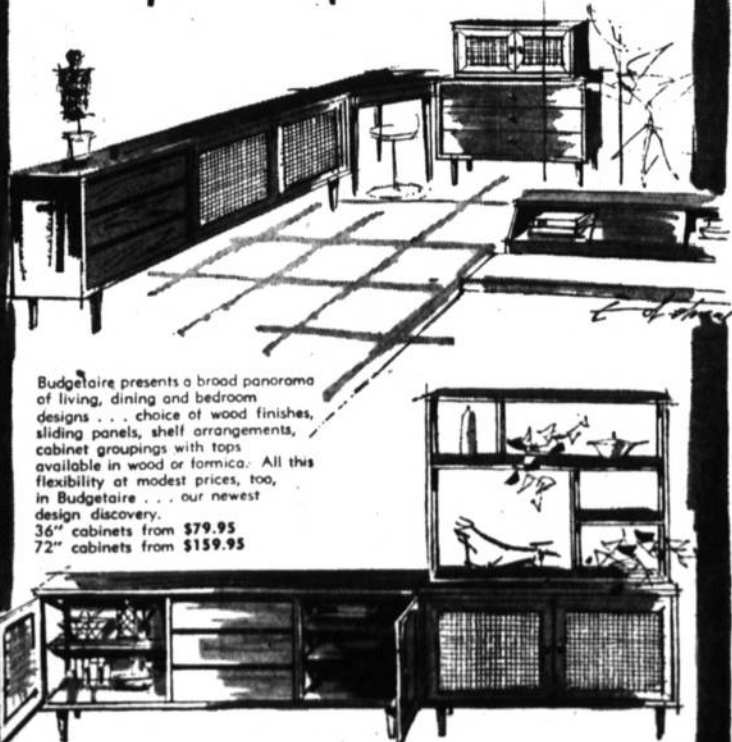 Budgetaire presents a broad panorama
of living, dining and bedroom
designs . . . choice of wood finishes,
sliding panels, shelf arrangements,
cabinet groupings with tops
available in wood or formica. All this
flexibility at modest prices, too,
in Budgetaire . . . our newest
design discovery.
36" cabinets from $79.95
72" cabinets from $159.95